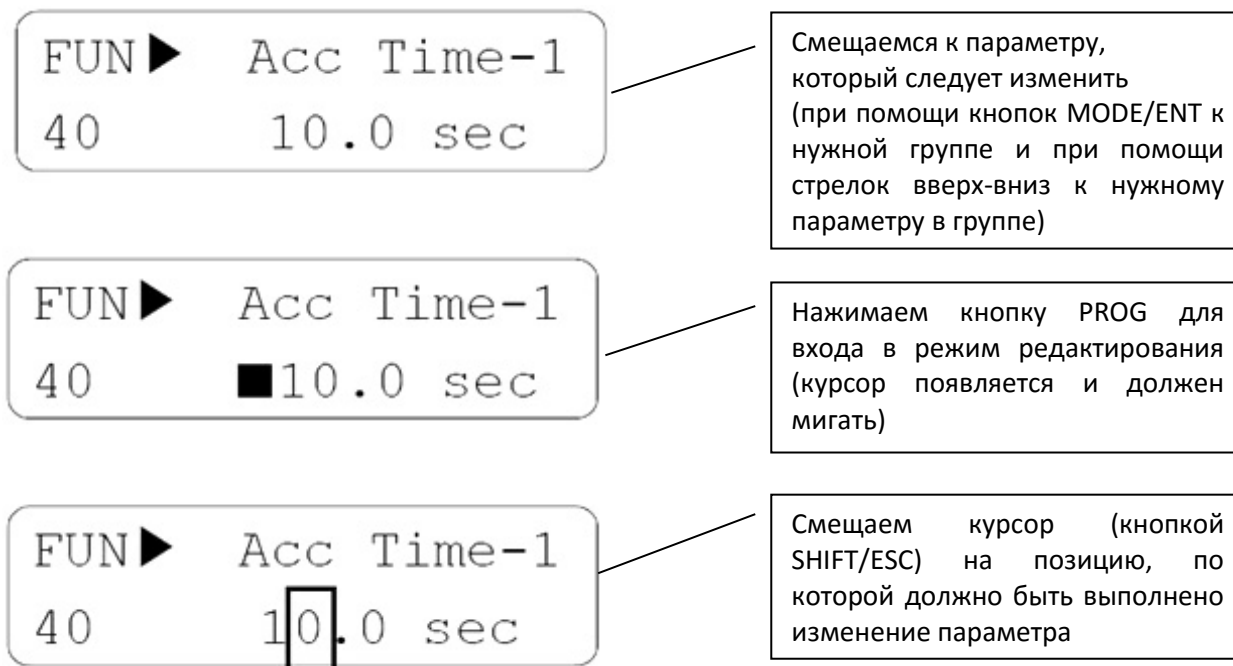 FUN▶ Acc Time-1
40 10.0 sec
Смещаемся к параметру,
который следует изменить
(при помощи кнопок MODE/ENT к
нужной группе и при помощи
стрелок вверх-вниз к нужному
параметру в группе)
FUN▶ Acc Time-1
40 ■10.0 sec
Нажимаем кнопку PROG для
входа в режим редактирования
(курсор появляется и должен
мигать)
FUN▶ Acc Time-1
40 10.0 sec
Смещаем курсор (кнопкой
SHIFT/ESC) на позицию, по
которой должно быть выполнено
изменение параметра